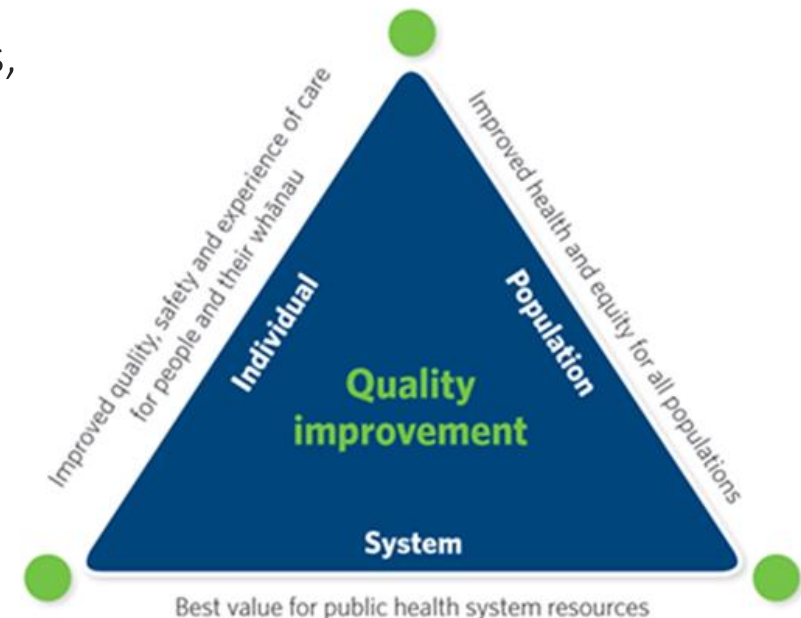 s,
Improved quality, safety and experience of care
for people and their whānau
Improved health and equity for all populations
Individual
Population
Quality
improvement
System
Best value for public health system resources